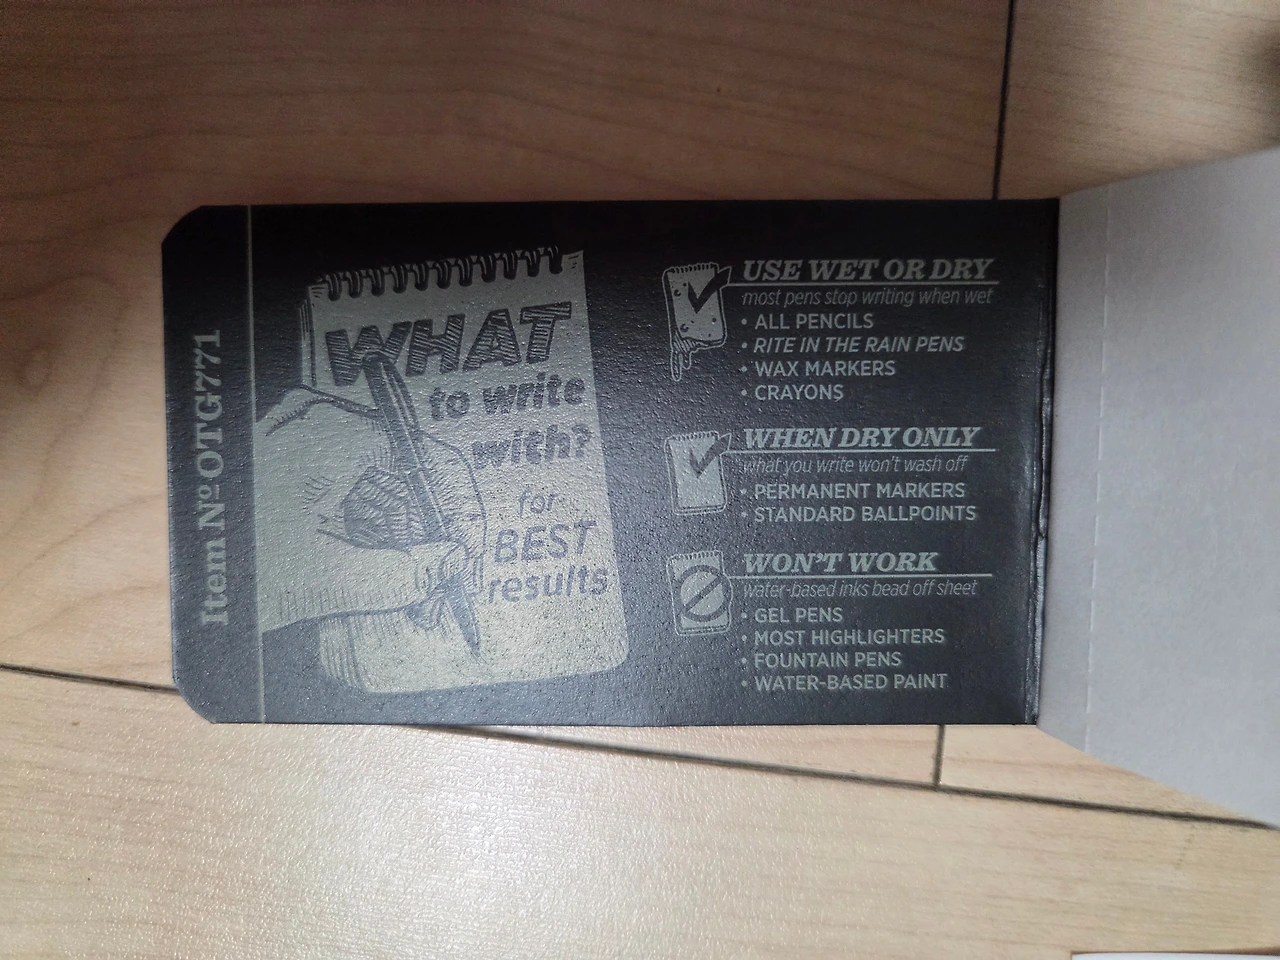 Item № OTG771
WHAT
to write
with?
for
BEST
results
USE WET OR DRY
most pens stop writing when wet
• ALL PENCILS
• RITE IN THE RAIN PENS
• WAX MARKERS
• CRAYONS
WHEN DRY ONLY
what you write won't wash off
• PERMANENT MARKERS
• STANDARD BALLPOINTS
WON'T WORK
water-based inks bead off sheet
• GEL PENS
• MOST HIGHLIGHTERS
• FOUNTAIN PENS
• WATER-BASED PAINT